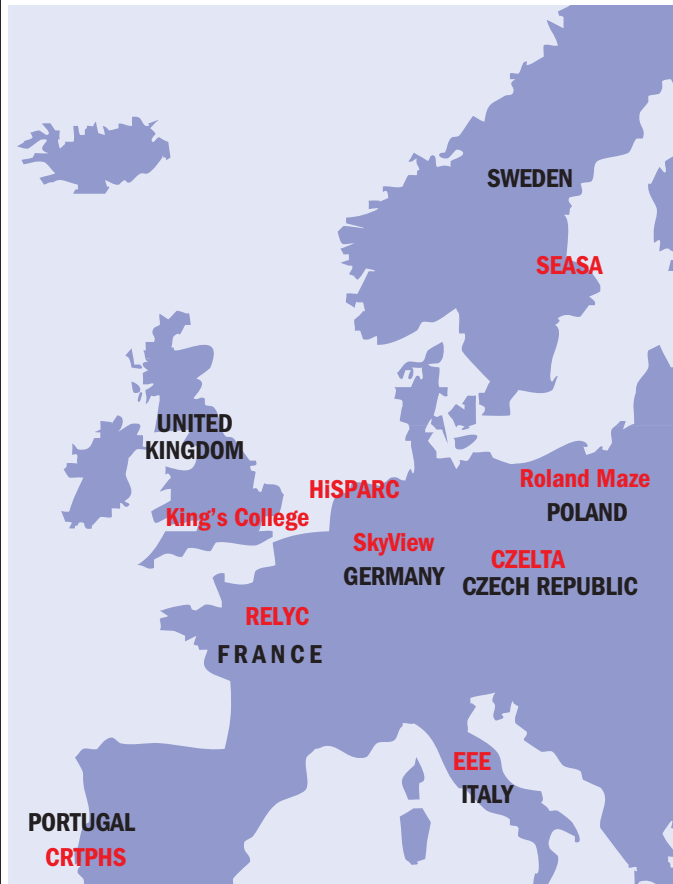 SWEDEN
SEASA
UNITED
KINGDOM
HiSPARC
Roland Maze
POLAND
King's College
SkyView
GERMANY
CZELTA
CZECH REPUBLIC
RELYC
FRANCE
EEE
ITALY
PORTUGAL
CRTPHS